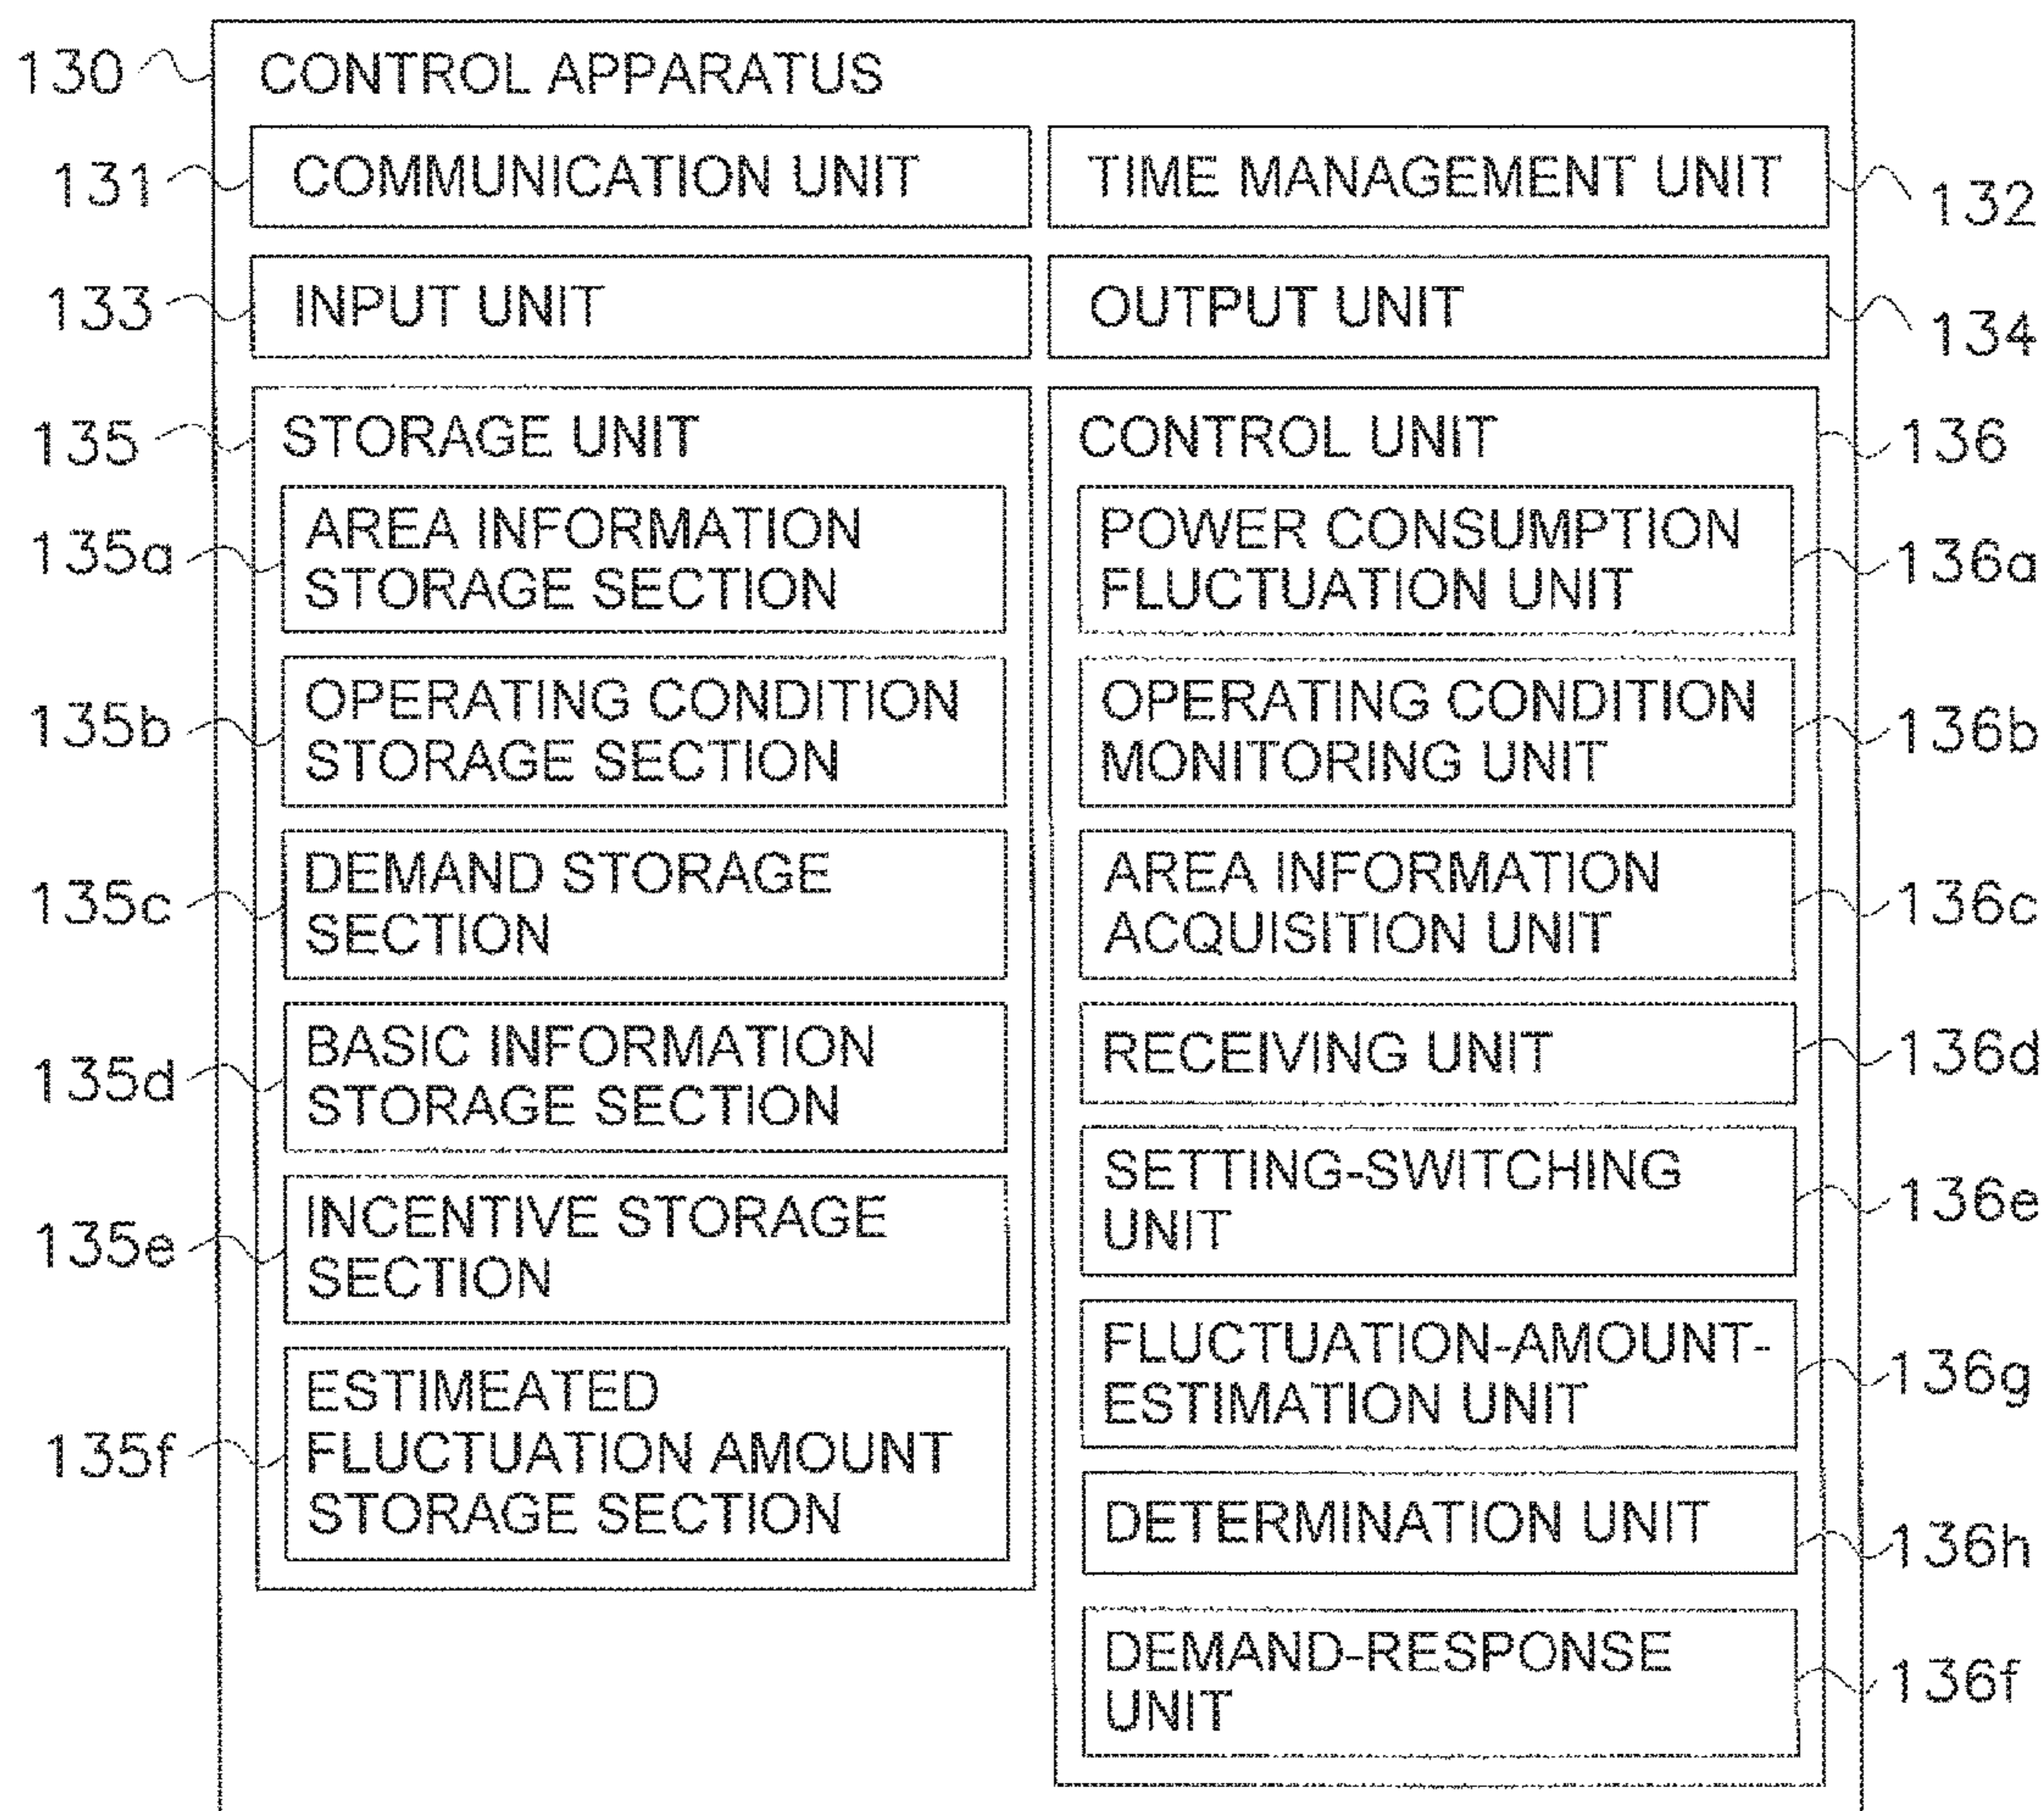 130 CONTROL APPARATUS
131 COMMUNICATION UNIT
TIME MANAGEMENT UNIT 132
133 INPUT UNIT
OUTPUT UNIT 134
135 STORAGE UNIT
135a AREA INFORMATION
STORAGE SECTION
135b OPERATING CONDITION
STORAGE SECTION
135c DEMAND STORAGE
SECTION
135d BASIC INFORMATION
STORAGE SECTION
135e INCENTIVE STORAGE
SECTION
135f ESTIMEATED
FLUCTUATION AMOUNT
STORAGE SECTION
CONTROL UNIT 136
POWER CONSUMPTION
FLUCTUATION UNIT 136a
OPERATING CONDITION
MONITORING UNIT 136b
AREA INFORMATION
ACQUISITION UNIT 136c
RECEIVING UNIT 136d
SETTING-SWITCHING
UNIT 136e
FLUCTUATION-AMOUNT-
ESTIMATION UNIT 136g
DETERMINATION UNIT 136h
DEMAND-RESPONSE
UNIT 136f